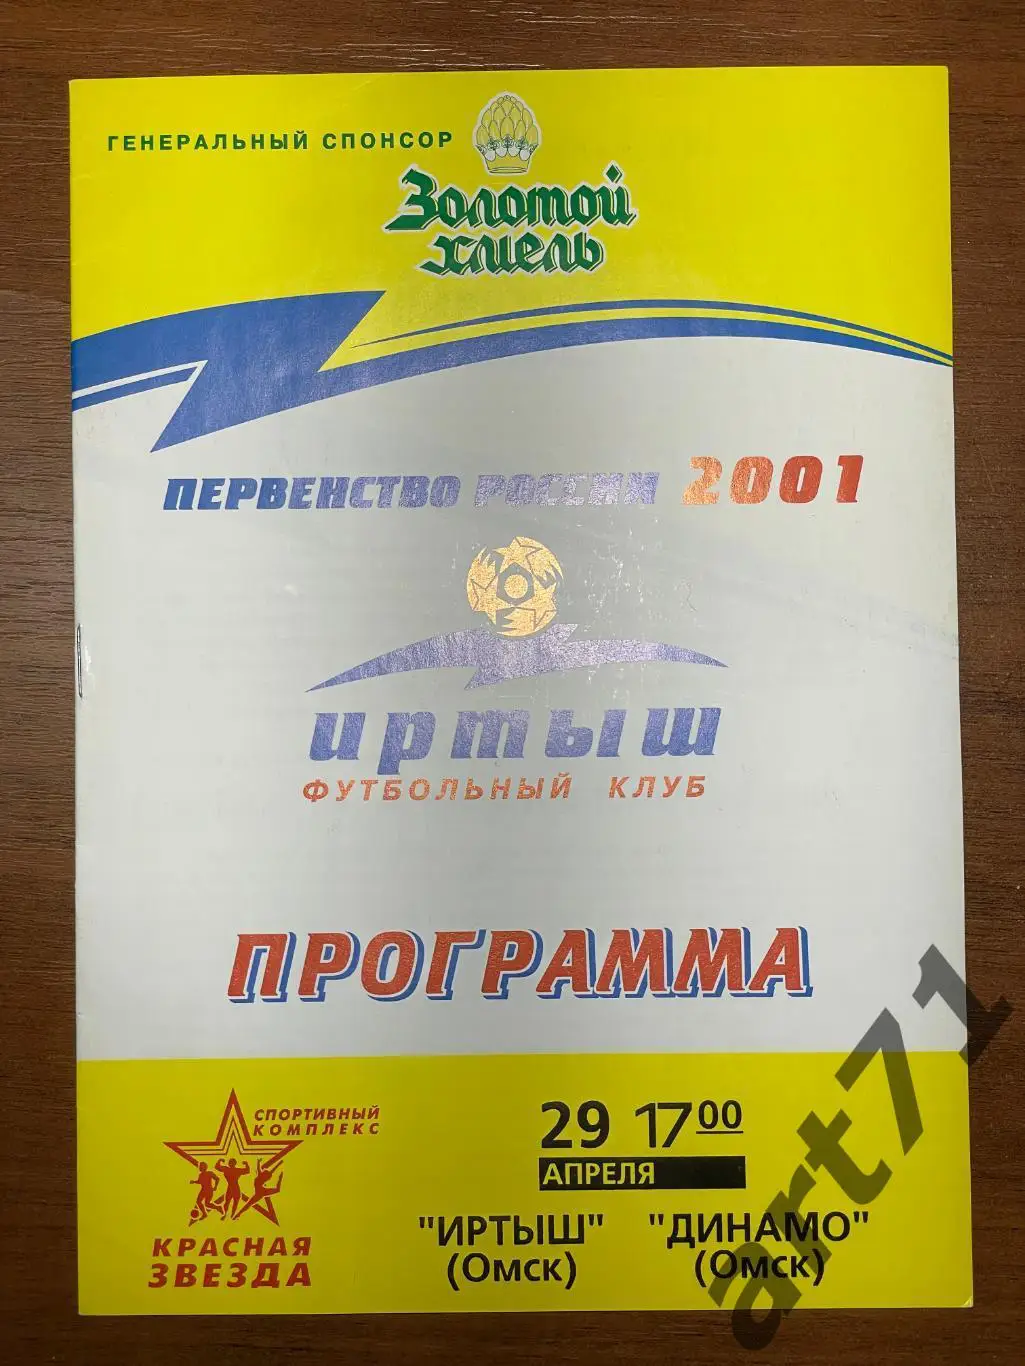 ГЕНЕРАЛЬНЫЙ СПОНСОР
Золотой
хмель
ПЕРВЕНСТВО РОССИИ 2001
ИРТЫШ
ФУТБОЛЬНЫЙ КЛУБ
ПРОГРАММА
СПОРТИВНЫЙ
КОМПЛЕКС
КРАСНАЯ
ЗВЕЗДА
29 17 00
АПРЕЛЯ
"ИРТЫШ" "ДИНАМО"
(Омск) (Омск)
art71